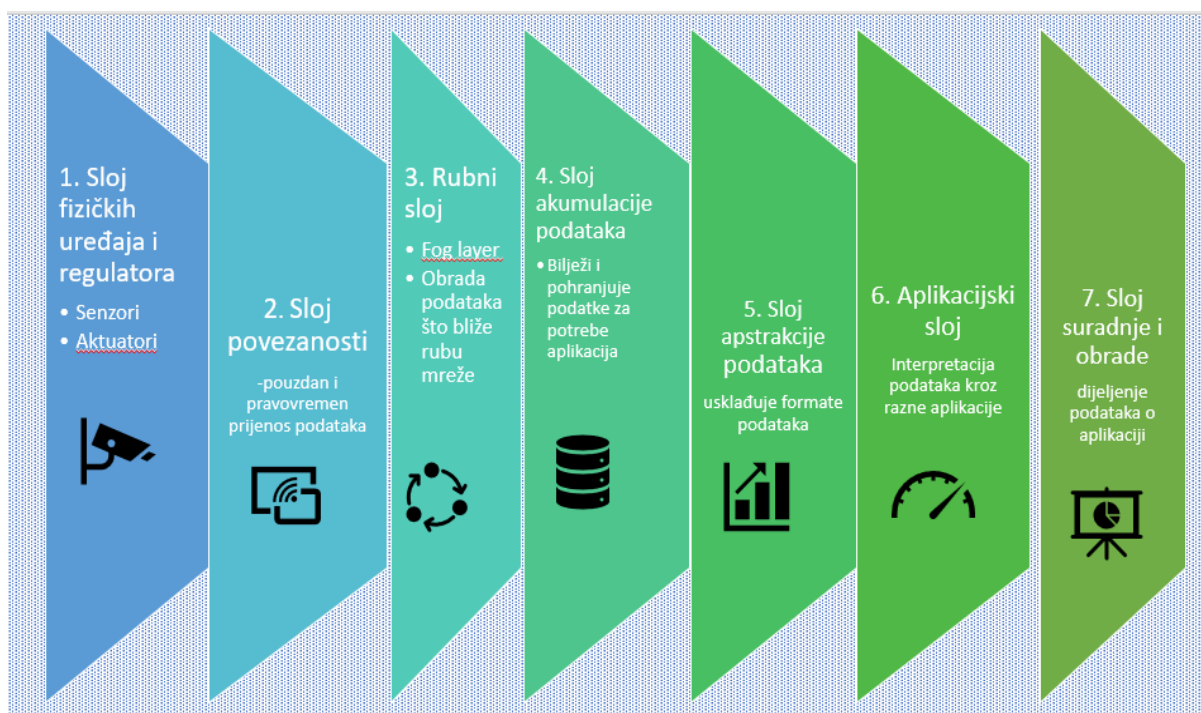 1. Sloj
fizičkih
uređaja i
regulatora
• Senzori
• Aktuatori
2. Sloj
povezanosti
-pouzdan i
pravovremen
prijenos podataka
3. Rubni
sloj
• Fog layer
• Obrada
podataka
što bliže
rubu
mreže
4. Sloj
akumulacije
podataka
• Bilježi i
pohranjuje
podatke za
potrebe
aplikacija
5. Sloj
apstrakcije
podataka
usklađuje formate
podataka
6. Aplikacijski
sloj
Interpretacija
podataka kroz
razne aplikacije
7. Sloj
suradnje i
obrade
dijeljenje
podataka o
aplikaciji